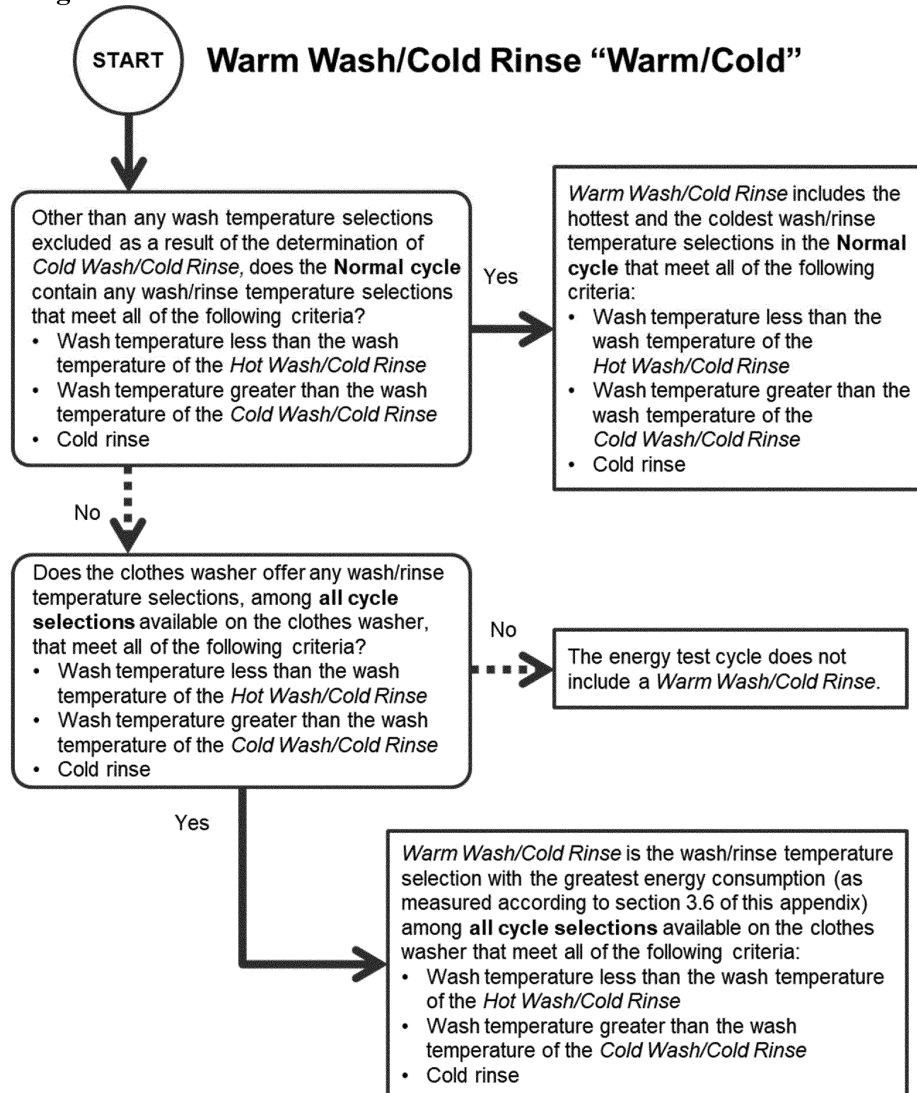 START
Warm Wash/Cold Rinse “Warm/Cold”
Other than any wash temperature selections
excluded as a result of the determination of
Cold Wash/Cold Rinse, does the Normal cycle
contain any wash/rinse temperature selections
that meet all of the following criteria?
• Wash temperature less than the wash
temperature of the Hot Wash/Cold Rinse
• Wash temperature greater than the wash
temperature of the Cold Wash/Cold Rinse
• Cold rinse
Yes
Warm Wash/Cold Rinse includes the
hottest and the coldest wash/rinse
temperature selections in the Normal
cycle that meet all of the following
criteria:
• Wash temperature less than the
wash temperature of the
Hot Wash/Cold Rinse
• Wash temperature greater than the
wash temperature of the
Cold Wash/Cold Rinse
• Cold rinse
No
Does the clothes washer offer any wash/rinse
temperature selections, among all cycle
selections available on the clothes washer,
that meet all of the following criteria?
• Wash temperature less than the wash
temperature of the Hot Wash/Cold Rinse
• Wash temperature greater than the wash
temperature of the Cold Wash/Cold Rinse
• Cold rinse
No
The energy test cycle does not
include a Warm Wash/Cold Rinse.
Yes
Warm Wash/Cold Rinse is the wash/rinse temperature
selection with the greatest energy consumption (as
measured according to section 3.6 of this appendix)
among all cycle selections available on the clothes
washer that meet all of the following criteria:
• Wash temperature less than the wash temperature
of the Hot Wash/Cold Rinse
• Wash temperature greater than the wash
temperature of the Cold Wash/Cold Rinse
• Cold rinse